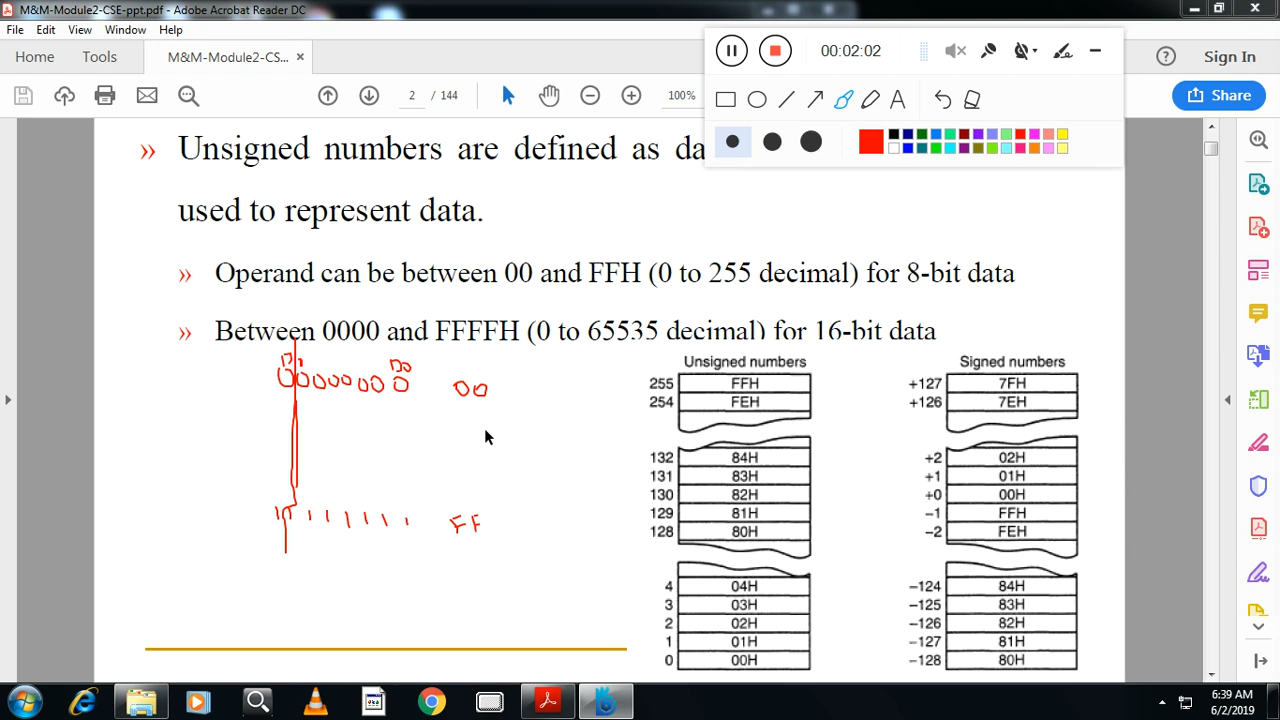 M&M-Module2-CSE-ppt.pdf - Adobe Acrobat Reader DC
File Edit View Window Help
Home Tools M&M-Module2-CS... ×
00:02:02
Sign In
2 / 144 100%
A
Share
» Unsigned numbers are defined as da
used to represent data.
» Operand can be between 00 and FFH (0 to 255 decimal) for 8-bit data
» Between 0000 and FFFFH (0 to 65535 decimal) for 16-bit data
00000000 00
11111111 FF
Unsigned numbers
255 FFH
254 FEH
132 84H
131 83H
130 82H
129 81H
128 80H
4 04H
3 03H
2 02H
1 01H
0 00H
Signed numbers
+127 7FH
+126 7EH
+2 02H
+1 01H
+0 00H
−1 FFH
−2 FEH
−124 84H
−125 83H
−126 82H
−127 81H
−128 80H
6:39 AM
6/2/2019